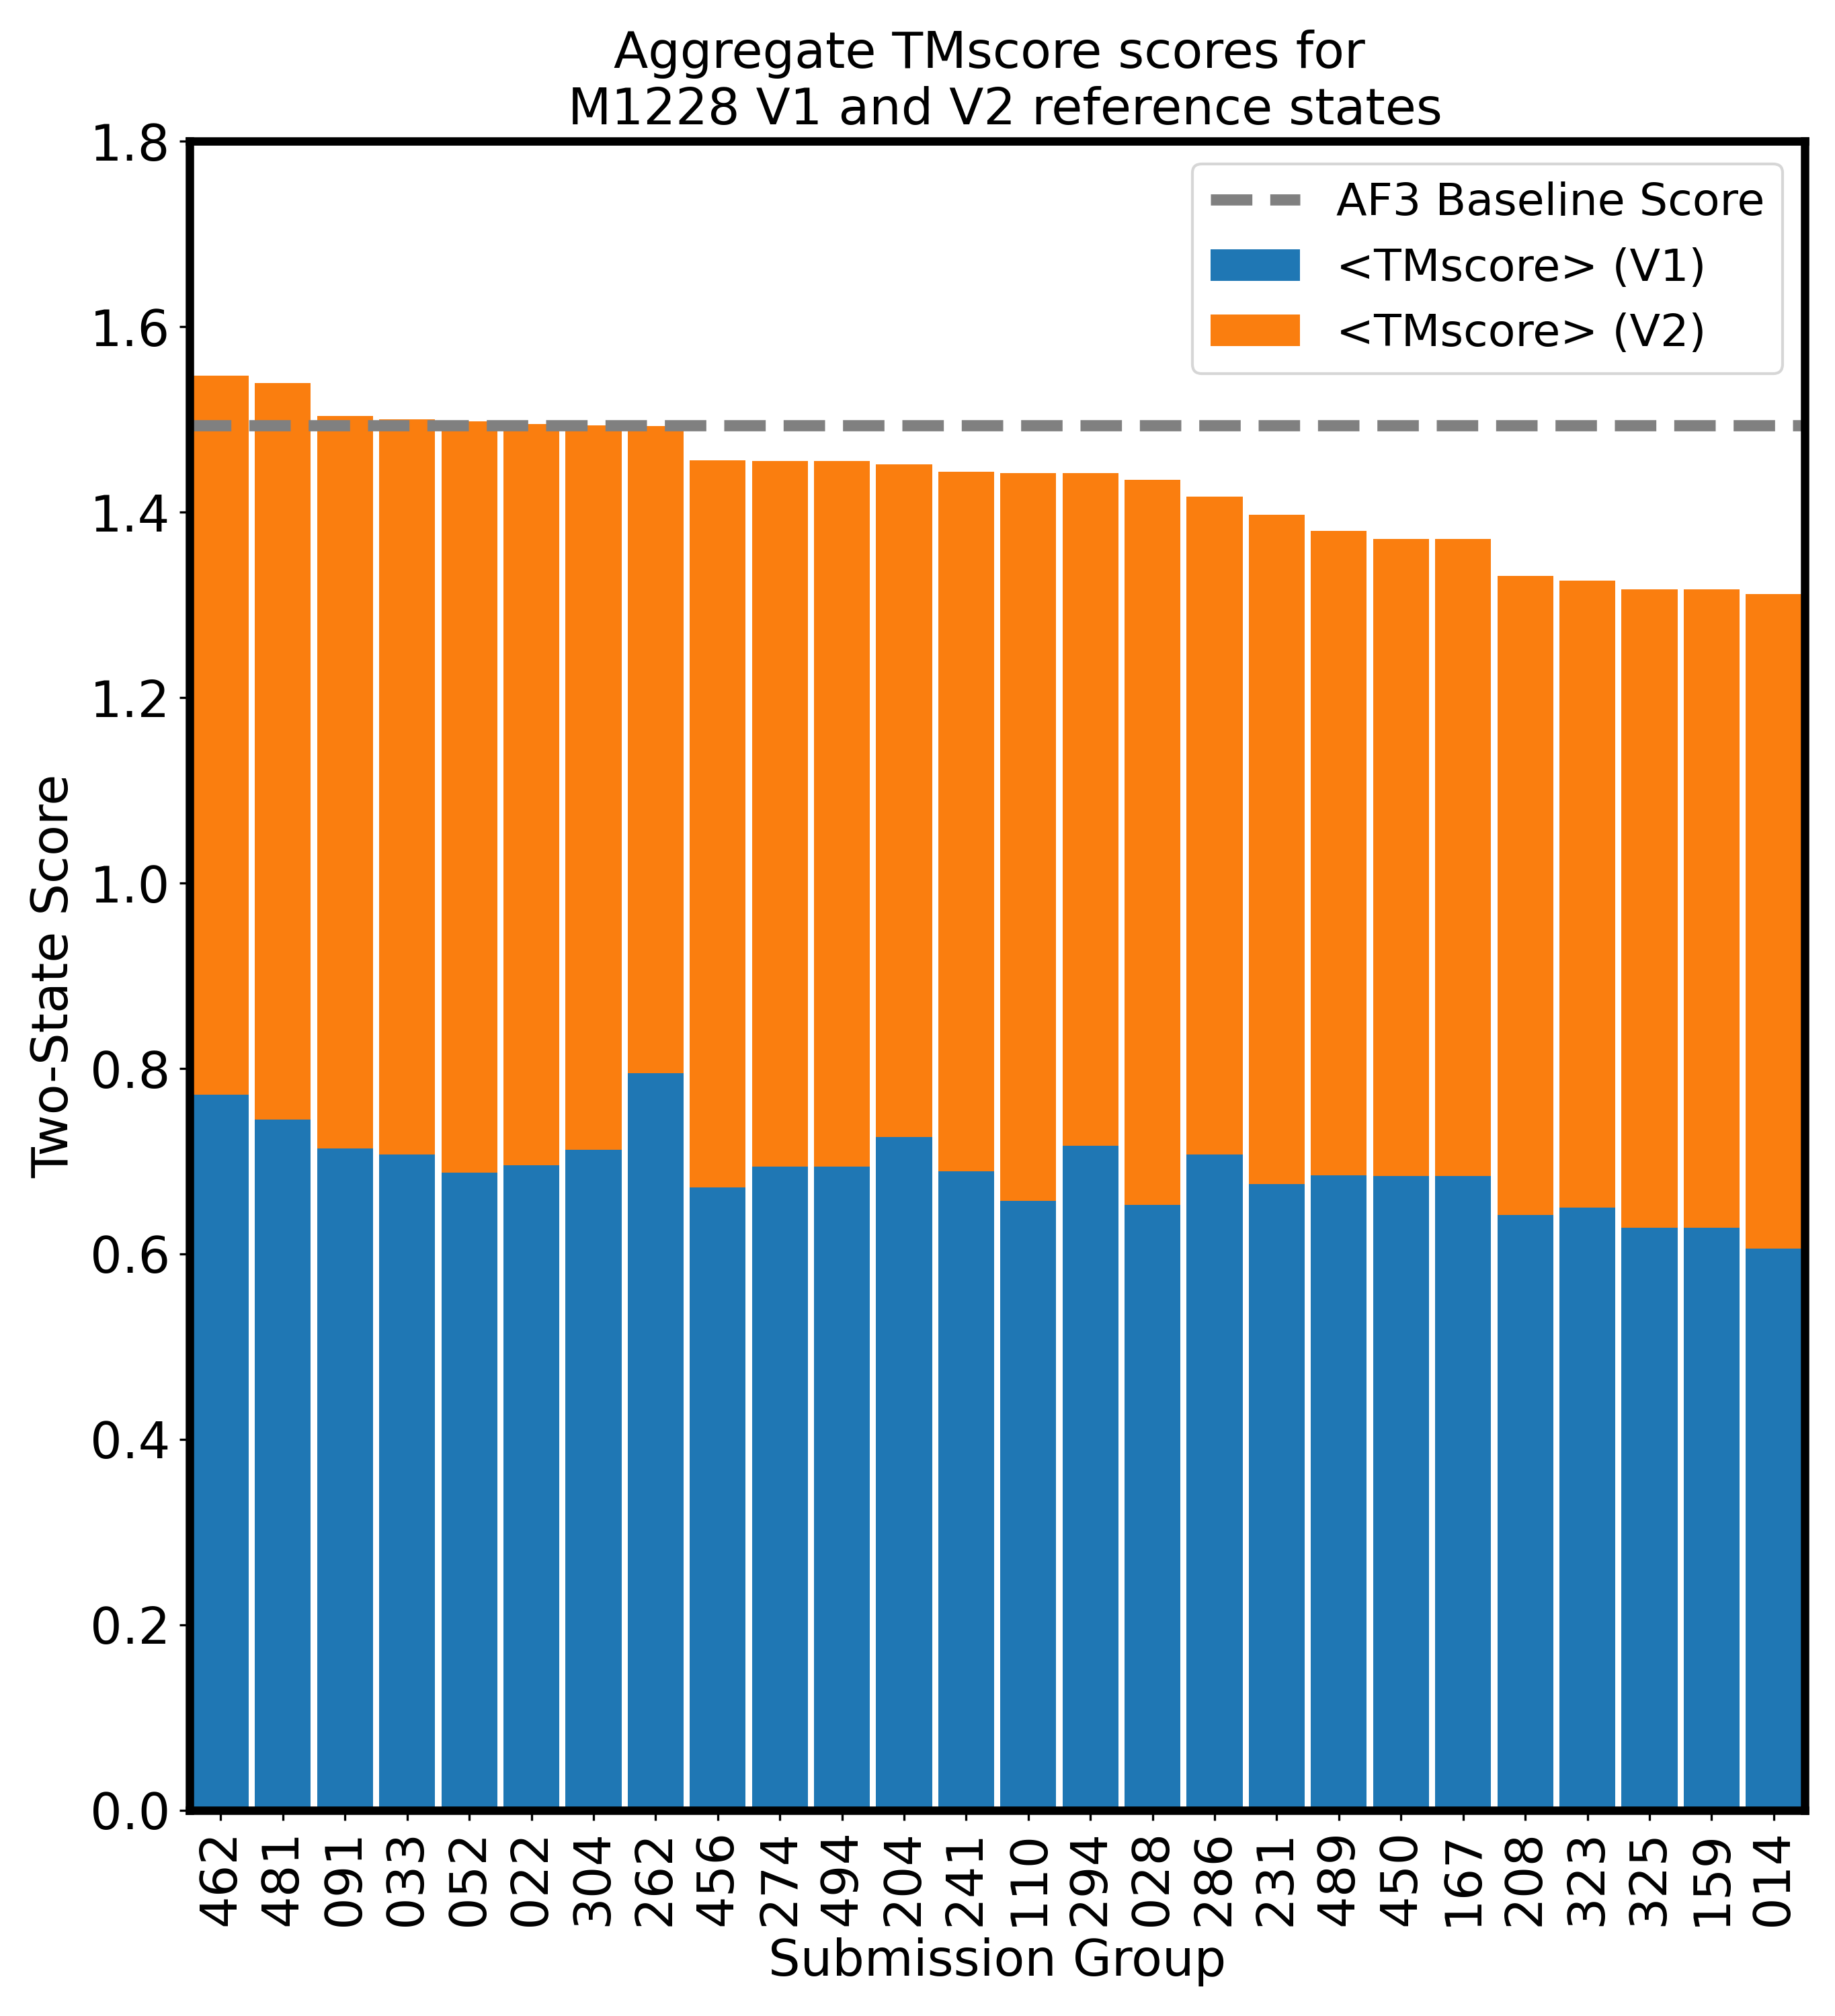 Aggregate TMscore scores for
M1228 V1 and V2 reference states
1.8
1.6
1.4
1.2
1.0
0.8
0.6
0.4
0.2
0.0
Two-State Score
AF3 Baseline Score
<TMscore> (V1)
<TMscore> (V2)
462 481 091 033 052 022 304 262 456 274 494 204 241 110 294 028 286 231 489 450 167 208 323 325 159 014
Submission Group